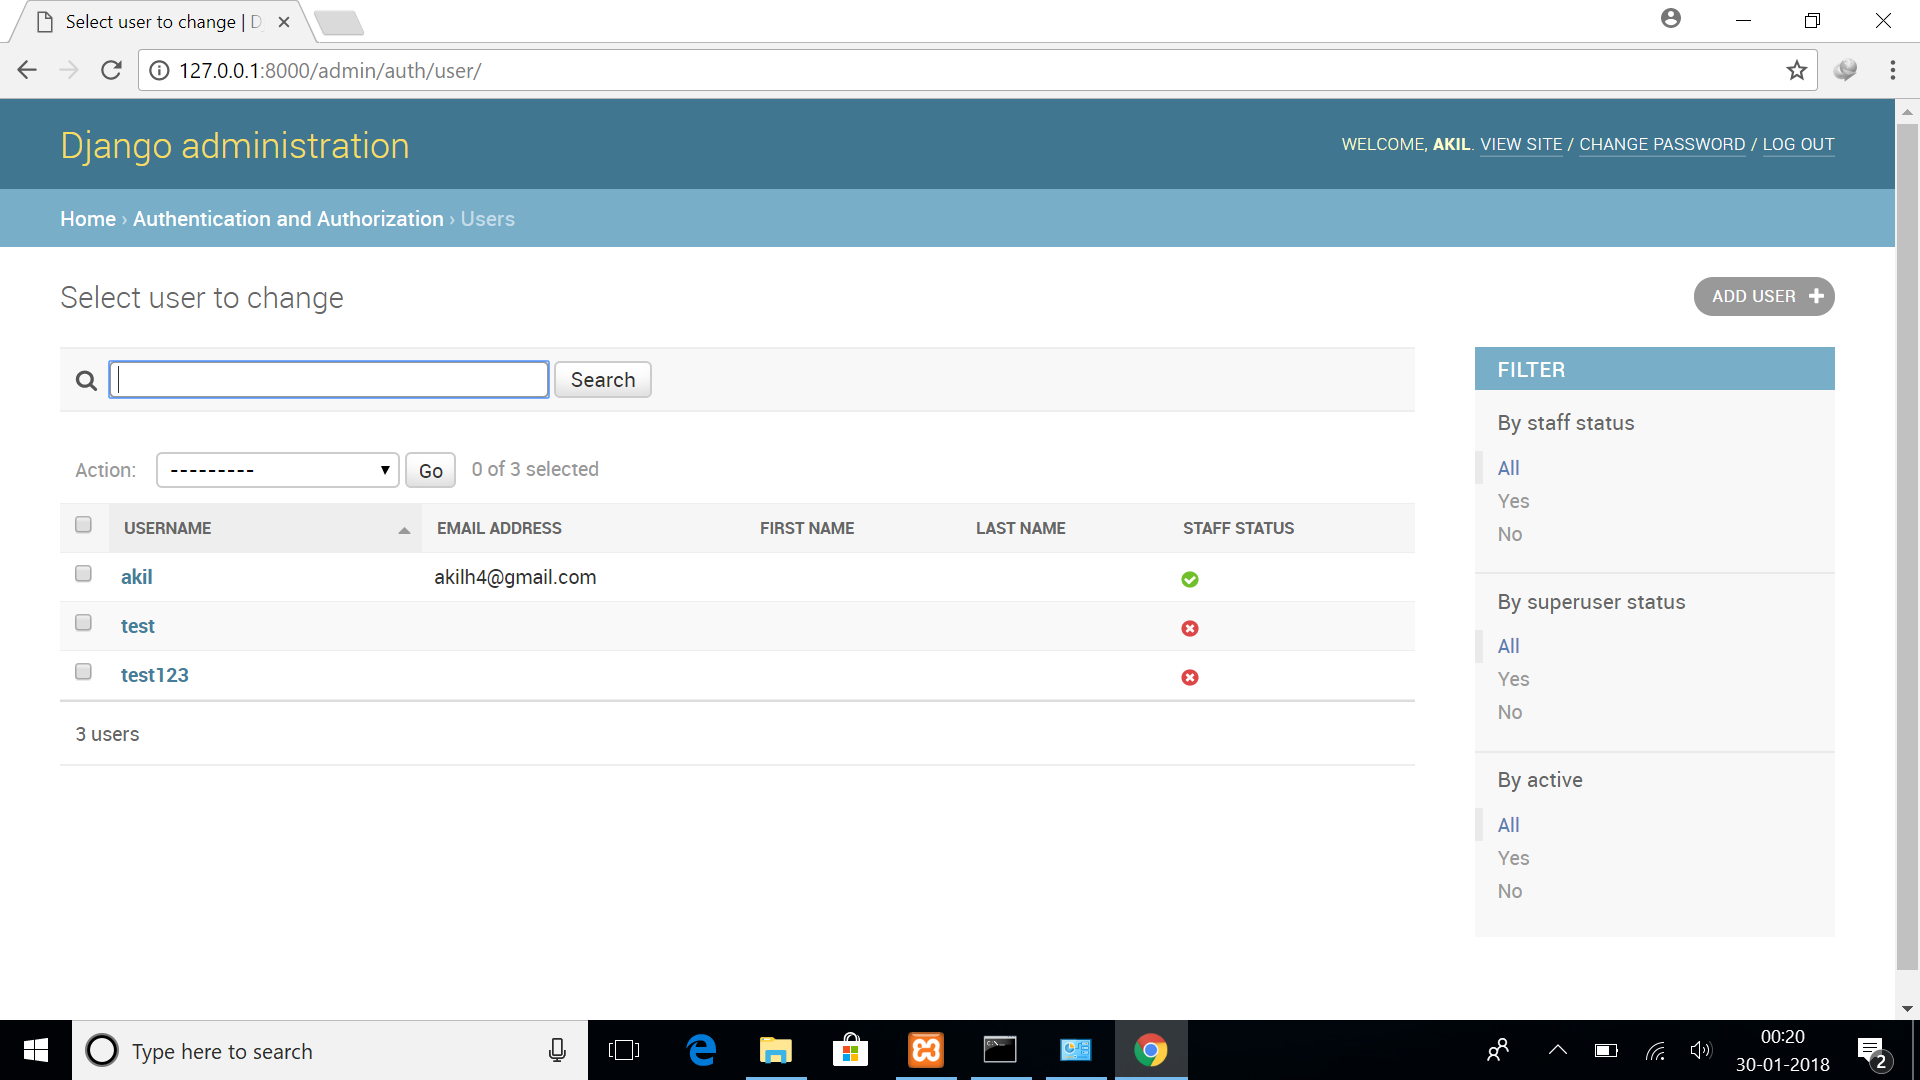 Select user to change | D
127.0.0.1:8000/admin/auth/user/
Django administration
WELCOME, AKIL. VIEW SITE / CHANGE PASSWORD / LOG OUT
Home › Authentication and Authorization › Users
Select user to change
ADD USER
Search
FILTER
By staff status
All
Yes
No
By superuser status
All
Yes
No
By active
All
Yes
No
Action: --------- Go 0 of 3 selected
USERNAME EMAIL ADDRESS FIRST NAME LAST NAME STAFF STATUS
akil akilh4@gmail.com
test
test123
3 users
Type here to search
00:20
30-01-2018
2